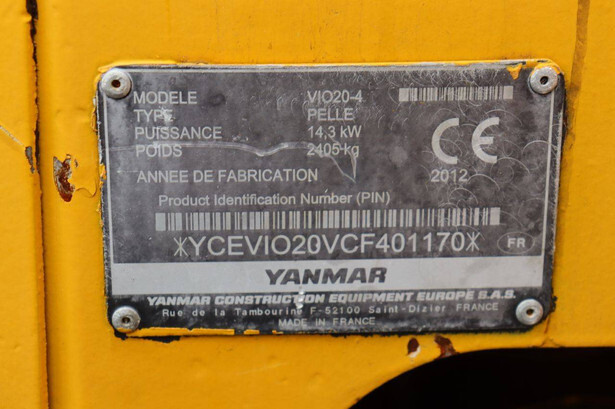 MODELE VIO20-4
TYPE PELLE
PUISSANCE 14,3 kW
POIDS 2405 kg
CE
ANNEE DE FABRICATION 2012
Product Identification Number (PIN)
*YCEVIO20VCF401170*
FR
YANMAR
YANMAR CONSTRUCTION EQUIPMENT EUROPE S.A.S.
Rue de la Tambourine F-52100 Saint-Dizier FRANCE
MADE IN FRANCE